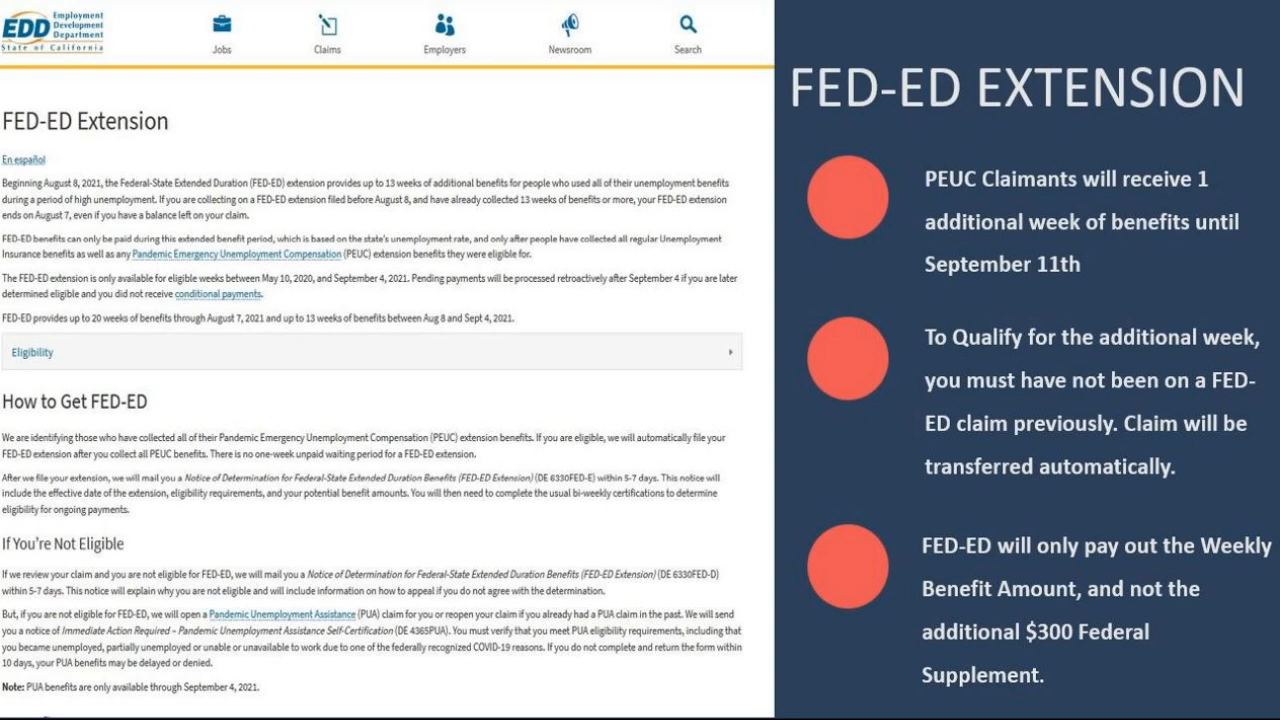 EDD
Employment
Development
Department
State of California
Jobs
Claims
Employers
Newsroom
Search
FED-ED Extension
En español
Beginning August 8, 2021, the Federal-State Extended Duration (FED-ED) extension provides up to 13 weeks of additional benefits for people who used all of their unemployment benefits
during a period of high unemployment. If you are collecting on a FED-ED extension filed before August 8, and have already collected 13 weeks of benefits or more, your FED-ED extension
ends on August 7, even if you have a balance left on your claim.
FED-ED benefits can only be paid during this extended benefit period, which is based on the state's unemployment rate, and only after people have collected all regular Unemployment
Insurance benefits as well as any Pandemic Emergency Unemployment Compensation (PEUC) extension benefits they were eligible for.
The FED-ED extension is only available for eligible weeks between May 10, 2020, and September 4, 2021. Pending payments will be processed retroactively after September 4 if you are later
determined eligible and you did not receive conditional payments.
FED-ED provides up to 20 weeks of benefits through August 7, 2021 and up to 13 weeks of benefits between Aug 8 and Sept 4, 2021.
Eligibility
How to Get FED-ED
We are identifying those who have collected all of their Pandemic Emergency Unemployment Compensation (PEUC) extension benefits. If you are eligible, we will automatically file your
FED-ED extension after you collect all PEUC benefits. There is no one-week unpaid waiting period for a FED-ED extension.
After we file your extension, we will mail you a Notice of Determination for Federal-State Extended Duration Benefits (FED-ED Extension) (DE 6330FED-E) within 5-7 days. This notice will
include the effective date of the extension, eligibility requirements, and your potential benefit amounts. You will then need to complete the usual bi-weekly certifications to determine
eligibility for ongoing payments.
If You're Not Eligible
If we review your claim and you are not eligible for FED-ED, we will mail you a Notice of Determination for Federal-State Extended Duration Benefits (FED-ED Extension) (DE 6330FED-D)
within 5-7 days. This notice will explain why you are not eligible and will include information on how to appeal if you do not agree with the determination.
But, if you are not eligible for FED-ED, we will open a Pandemic Unemployment Assistance (PUA) claim for you or reopen your claim if you already had a PUA claim in the past. We will send
you a notice of Immediate Action Required – Pandemic Unemployment Assistance Self-Certification (DE 4365PUA). You must verify that you meet PUA eligibility requirements, including that
you became unemployed, partially unemployed or unable or unavailable to work due to one of the federally recognized COVID-19 reasons. If you do not complete and return the form within
10 days, your PUA benefits may be delayed or denied.
Note: PUA benefits are only available through September 4, 2021.
FED-ED EXTENSION
PEUC Claimants will receive 1
additional week of benefits until
September 11th
To Qualify for the additional week,
you must have not been on a FED-
ED claim previously. Claim will be
transferred automatically.
FED-ED will only pay out the Weekly
Benefit Amount, and not the
additional $300 Federal
Supplement.